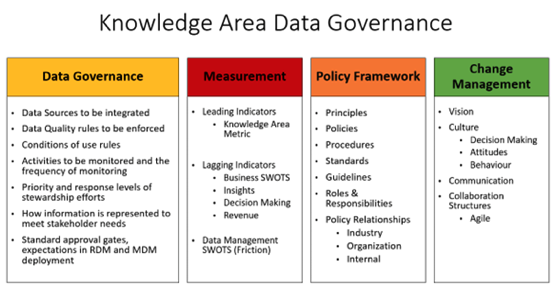 Knowledge Area Data Governance
Data Governance
• Data Sources to be integrated
• Data Quality rules to be enforced
• Conditions of use rules
• Activities to be monitored and the
frequency of monitoring
• Priority and response levels of
stewardship efforts
• How information is represented to
meet stakeholder needs
• Standard approval gates,
expectations in RDM and MDM
deployment
Measurement
• Leading Indicators
• Knowledge Area
Metric
• Lagging Indicators
• Business SWOTS
• Insights
• Decision Making
• Revenue
• Data Management
SWOTS (Friction)
Policy Framework
• Principles
• Policies
• Procedures
• Standards
• Guidelines
• Roles &
Responsibilities
• Policy Relationships
• Industry
• Organization
• Internal
Change
Management
• Vision
• Culture
• Decision Making
• Attitudes
• Behaviour
• Communication
• Collaboration
Structures
• Agile